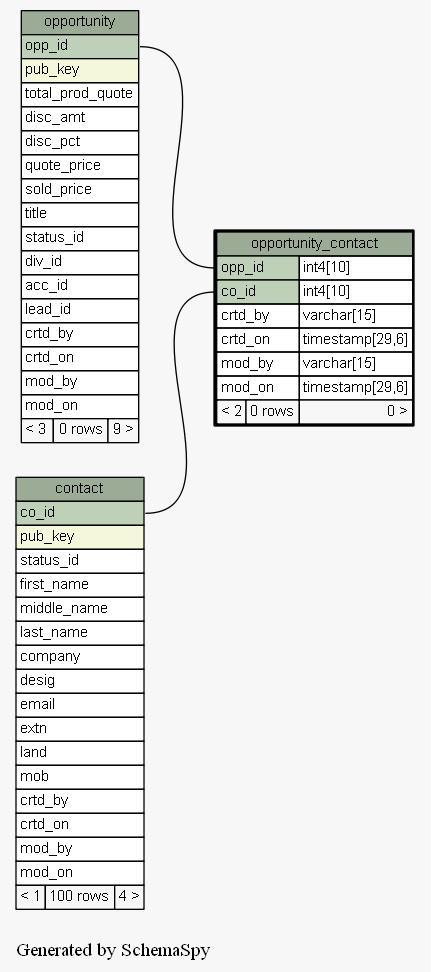 opportunity
opp_id
pub_key
total_prod_quote
disc_amt
disc_pct
quote_price
sold_price
title
status_id
div_id
acc_id
lead_id
crtd_by
crtd_on
mod_by
mod_on
< 3 0 rows 9 >
opportunity_contact
opp_id int4[10]
co_id int4[10]
crtd_by varchar[15]
crtd_on timestamp[29,6]
mod_by varchar[15]
mod_on timestamp[29,6]
< 2 0 rows 0 >
contact
co_id
pub_key
status_id
first_name
middle_name
last_name
company
desig
email
extn
land
mob
crtd_by
crtd_on
mod_by
mod_on
< 1 100 rows 4 >
Generated by SchemaSpy